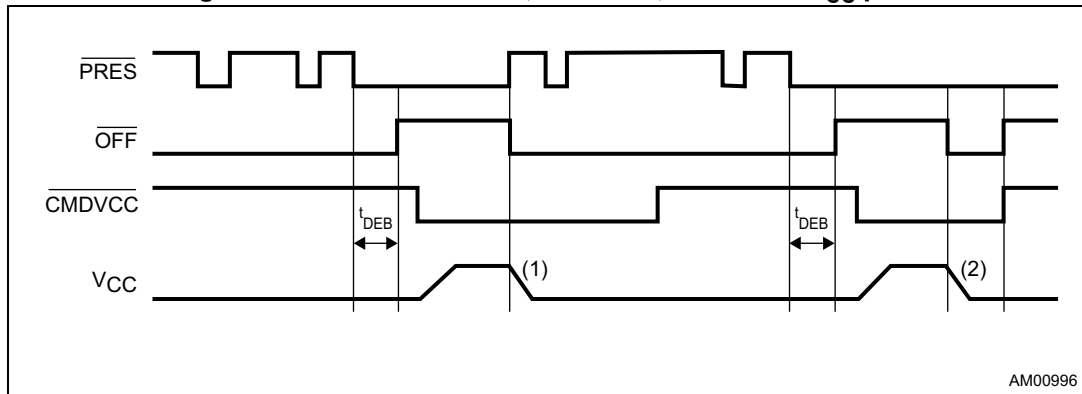 PRES
OFF
CMDVCC
tDEB
tDEB
VCC
(1)
(2)
AM00996